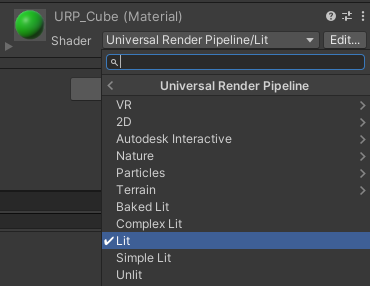 URP_Cube (Material)
Shader Universal Render Pipeline/Lit Edit...
Universal Render Pipeline
VR
2D
Autodesk Interactive
Nature
Particles
Terrain
Baked Lit
Complex Lit
Lit
Simple Lit
Unlit